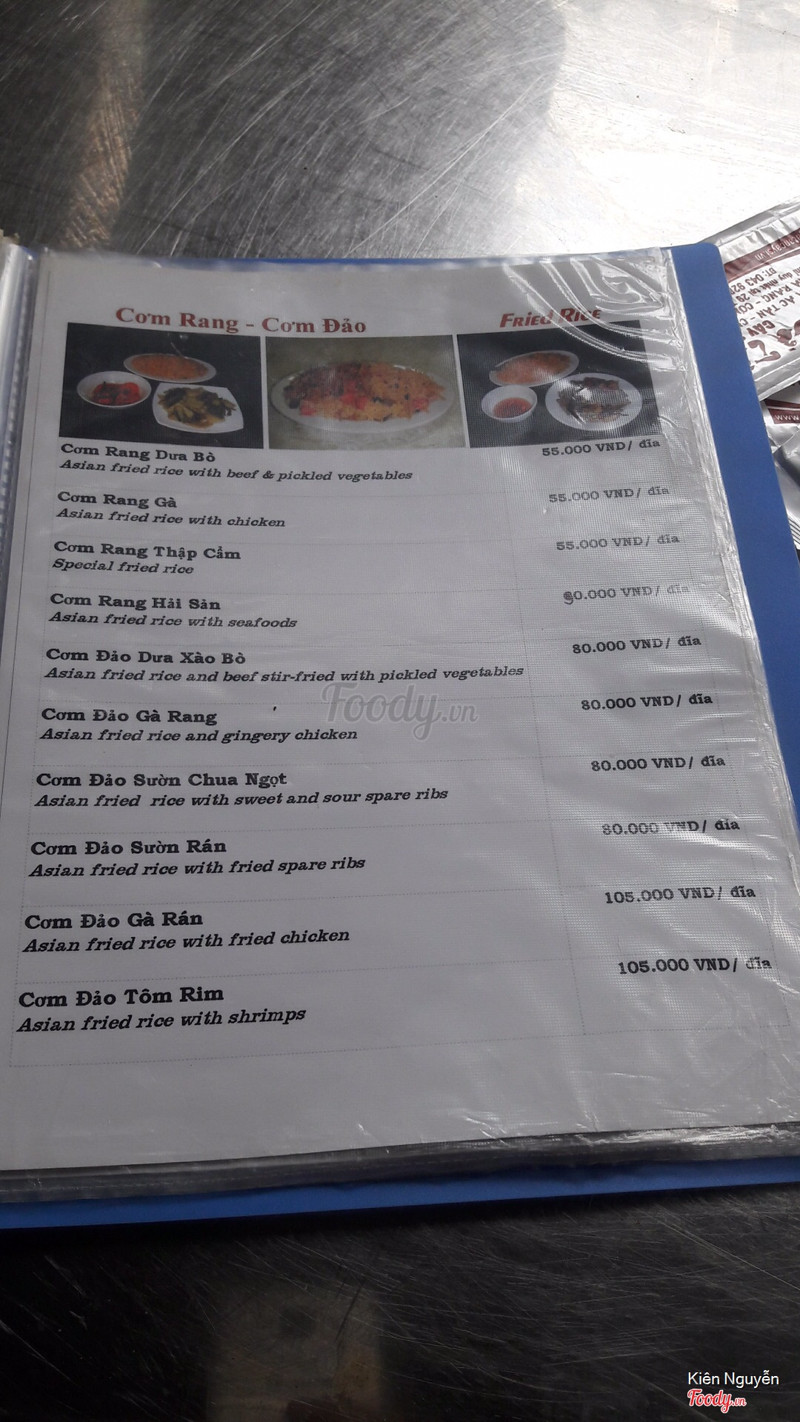 Cơm Rang - Cơm Đảo
FRIED RICE
Cơm Rang Dưa Bò 55.000 VND/ đĩa
Asian fried rice with beef & pickled vegetables
Cơm Rang Gà 55.000 VND/ đĩa
Asian fried rice with chicken
Cơm Rang Thập Cẩm 55.000 VND/ đĩa
Special fried rice
Cơm Rang Hải Sản VND/ đĩa
Asian fried rice with seafoods
Cơm Đảo Dưa Xào Bò 80.000 VND/ đĩa
Asian fried rice and beef stir-fried with pickled vegetables
Cơm Đảo Gà Rang 80.000 VND/ đĩa
Asian fried rice and gingery chicken
Cơm Đảo Sườn Chua Ngọt 80.000 VND/ đĩa
Asian fried rice with sweet and sour spare ribs
Cơm Đảo Sườn Rán 80.000 VND/ đĩa
Asian fried rice with fried spare ribs
Cơm Đảo Gà Rán 105.000 VND/ đĩa
Asian fried rice with fried chicken
Cơm Đảo Tôm Rim 105.000 VND/ đĩa
Asian fried rice with shrimps
Foody.vn
Kiên Nguyễn
Foody.vn